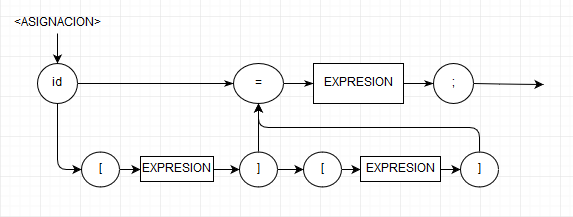 <ASIGNACION>
id = EXPRESION ;
[ EXPRESION ] [ EXPRESION ]